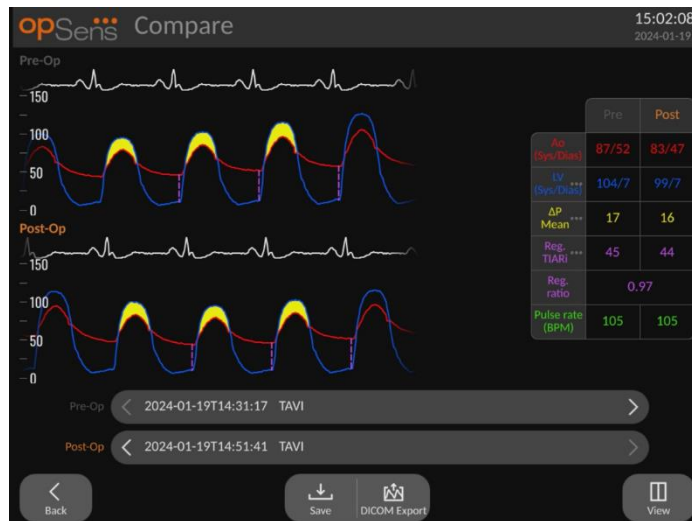 opSens Compare 15:02:08
2024-01-19
Pre-Op
150
100
50
0
Post-Op
150
100
50
0
Pre Post
Ao (Sys/Dias) 87/52 83/47
LV (Sys/Dias) 104/7 99/7
ΔP Mean 17 16
Reg. TIARi 45 44
Reg. ratio 0.97
Pulse rate (BPM) 105 105
Pre-Op 2024-01-19T14:31:17 TAVI
Post-Op 2024-01-19T14:51:41 TAVI
Back Save DICOM Export View